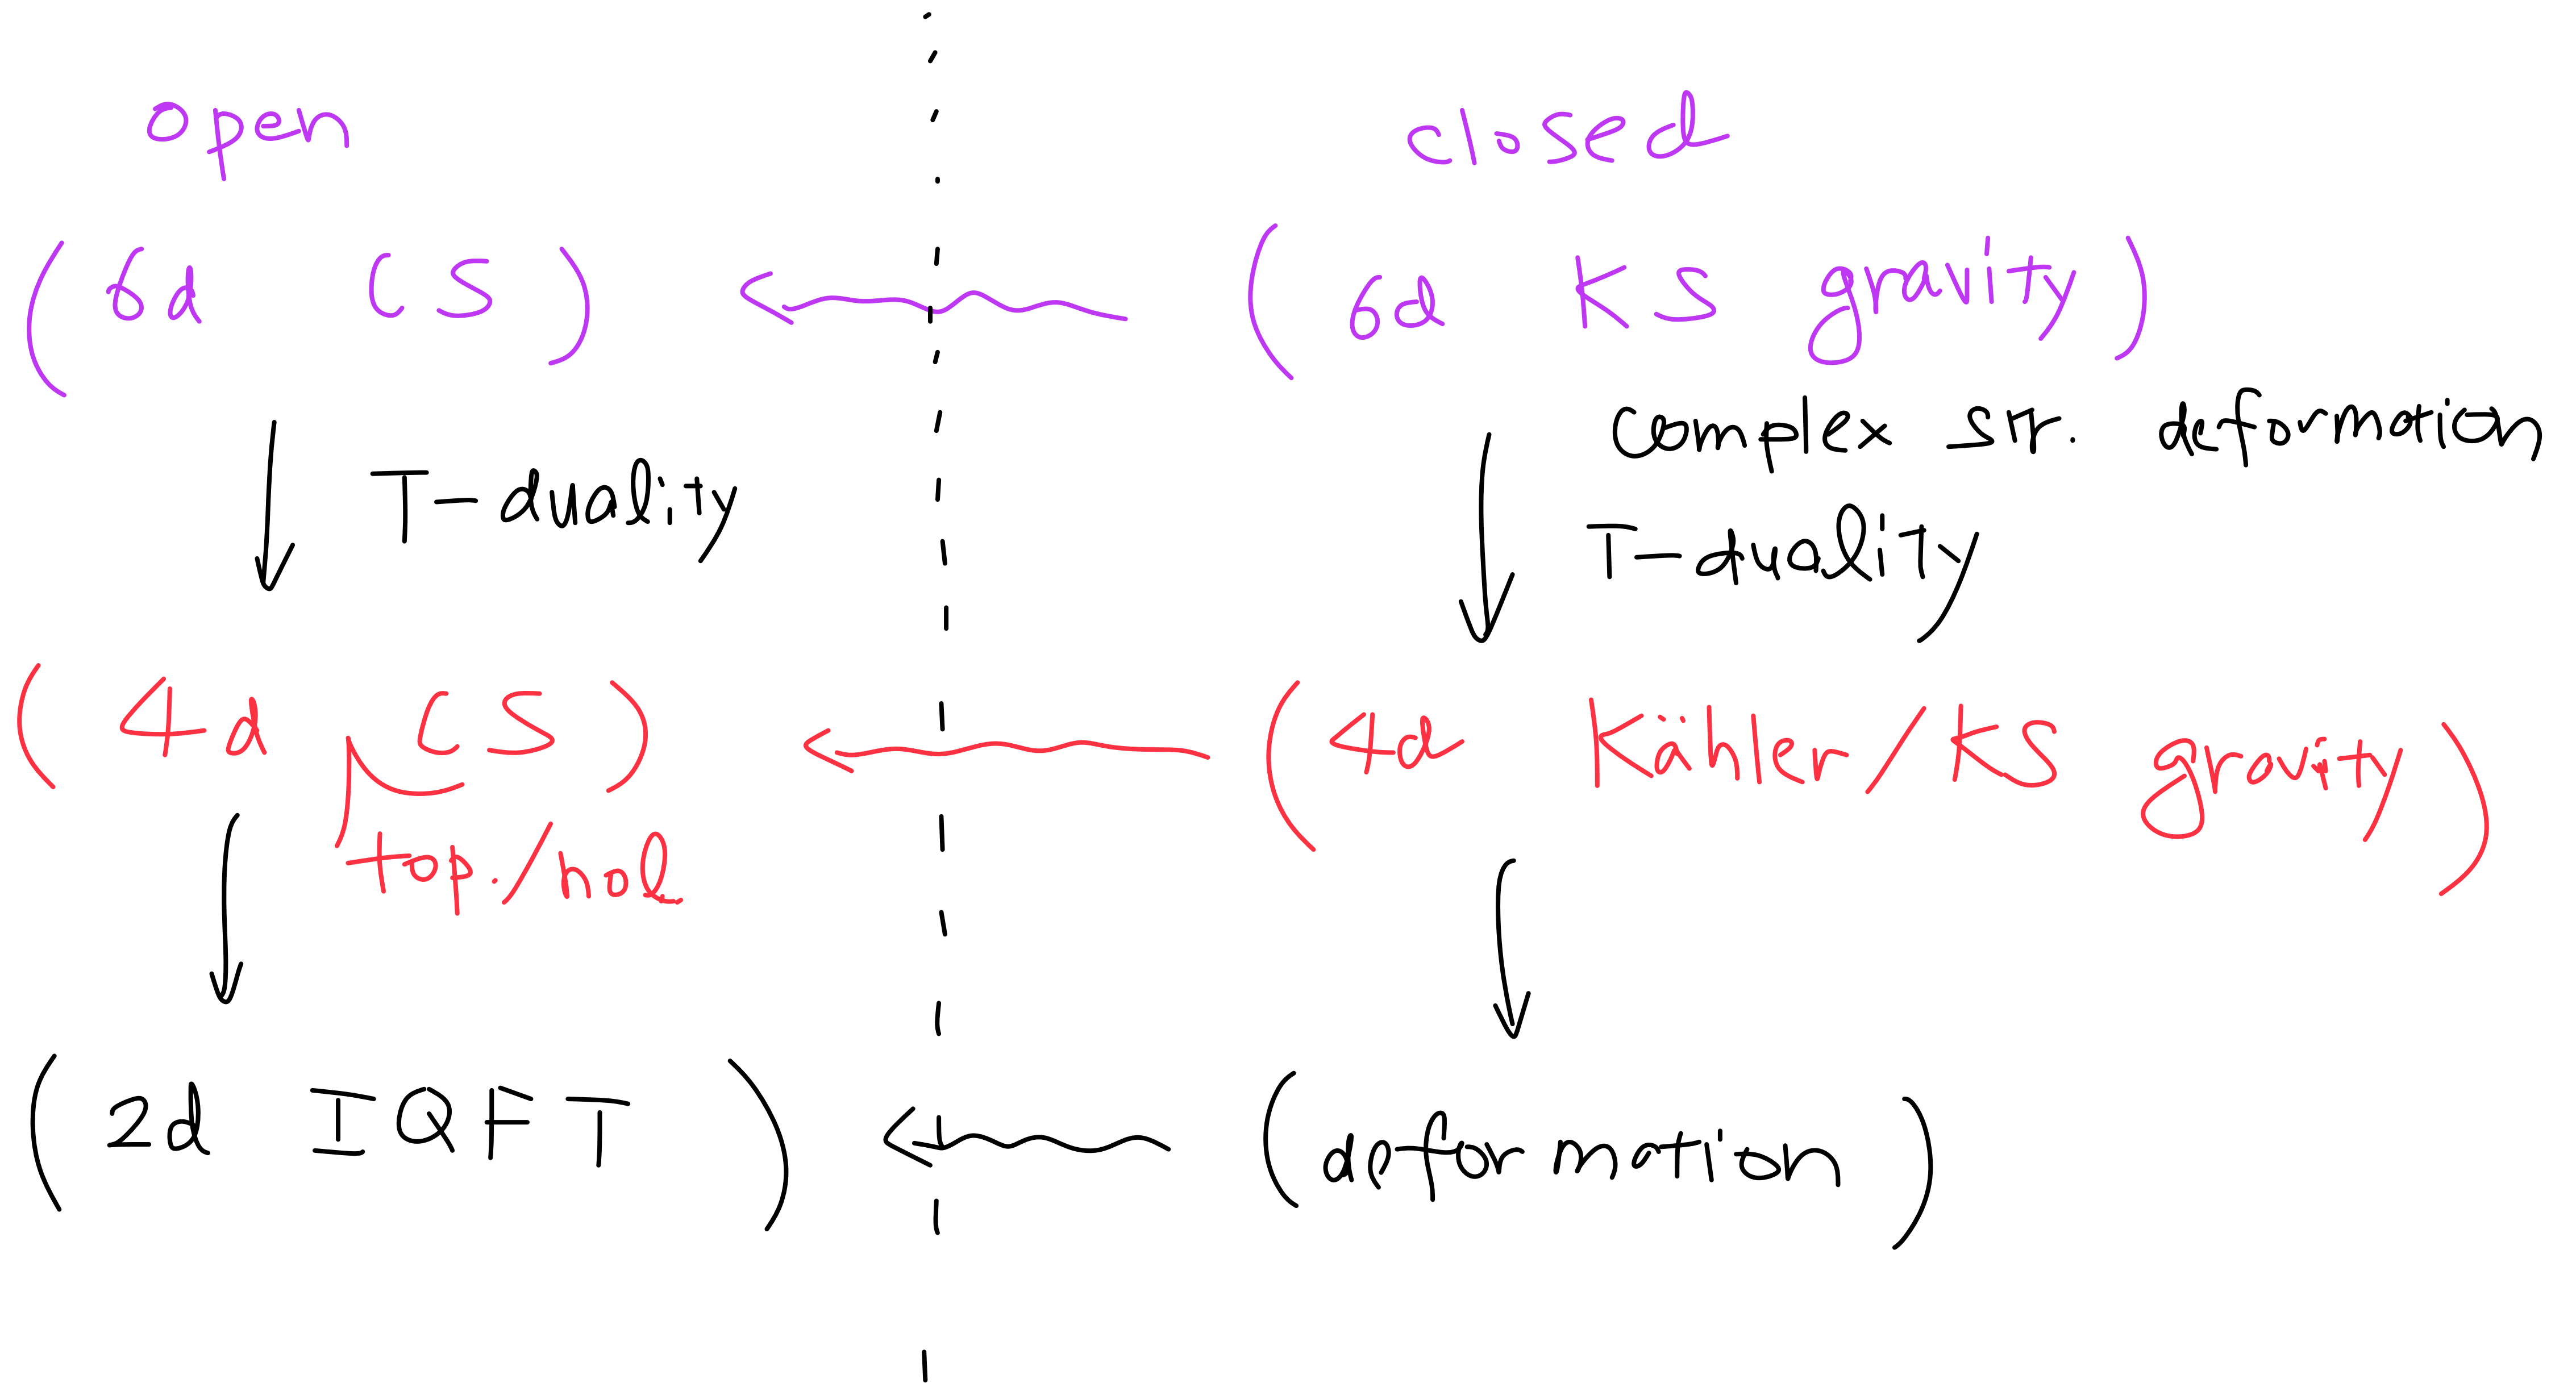 open
closed
(6d CS)
(6d KS gravity)
complex str. deformation
T-duality
T-duality
(4d CS)
top./hol
(4d Kähler/KS gravity)
(2d IQFT)
(deformation)